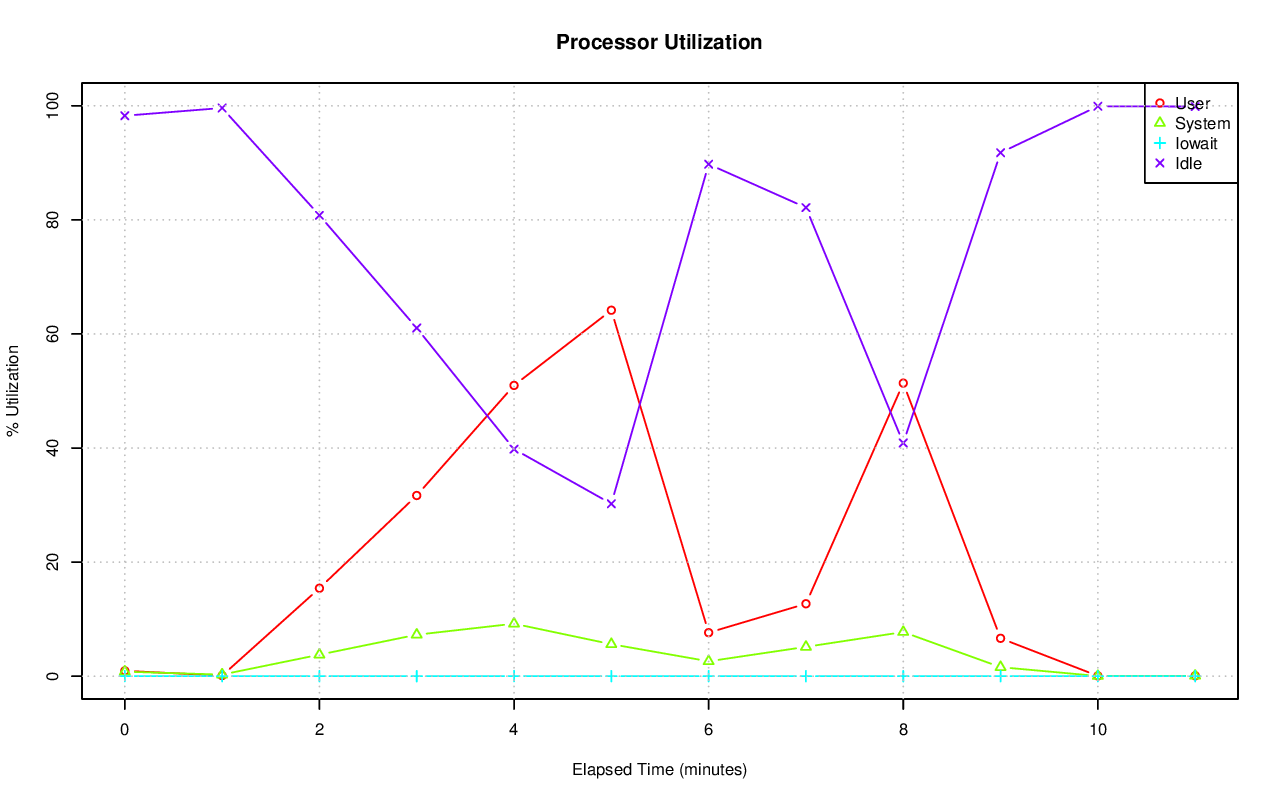 Processor Utilization
100
80
60
40
20
0
% Utilization
User
System
Iowait
Idle
0 2 4 6 8 10
Elapsed Time (minutes)